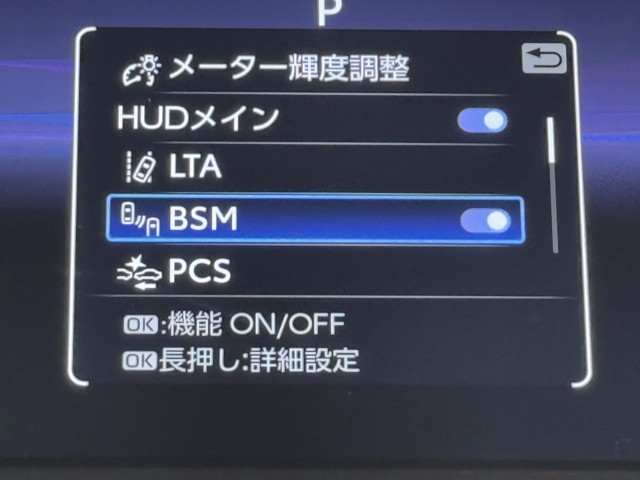 P
メーター輝度調整
HUDメイン
LTA
BSM
PCS
OK:機能 ON/OFF
OK長押し:詳細設定